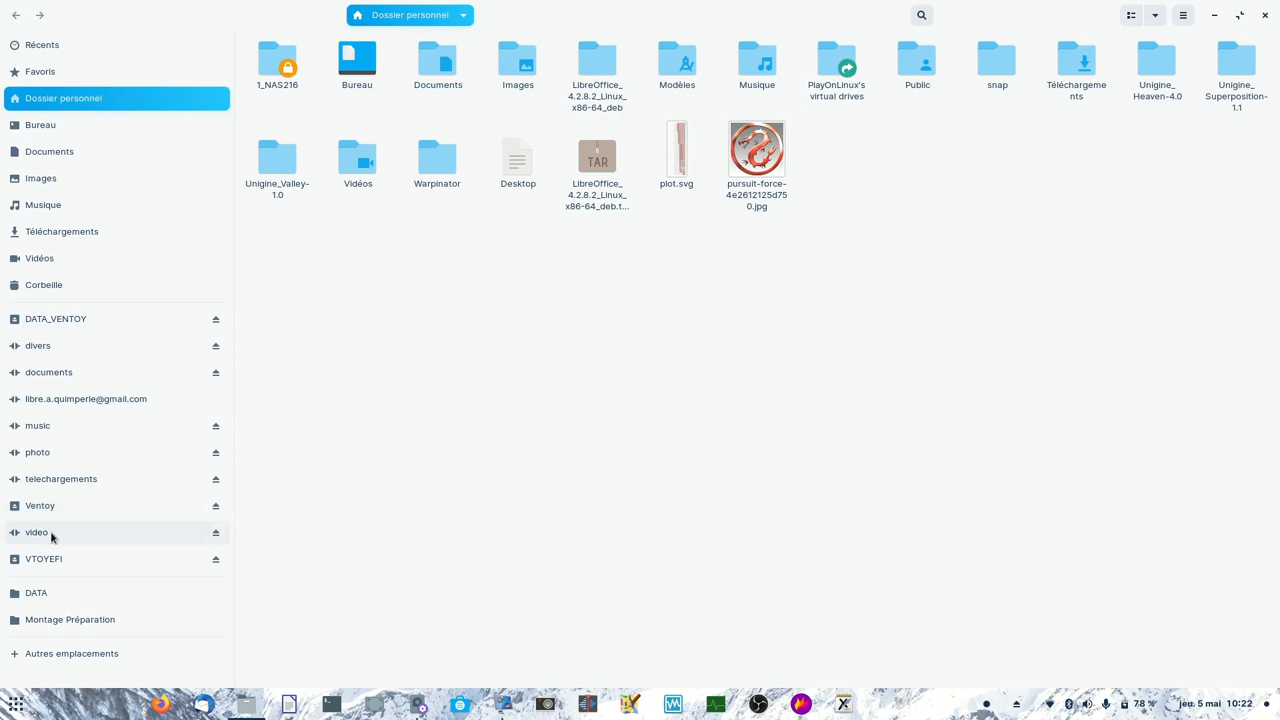 Dossier personnel
Récents
Favoris
Dossier personnel
Bureau
Documents
Images
Musique
Téléchargements
Vidéos
Corbeille
DATA_VENTOY
divers
documents
libre.a.quimperle@gmail.com
music
photo
telechargements
Ventoy
video
VTOYEFI
DATA
Montage Préparation
Autres emplacements
1_NAS216
Bureau
Documents
Images
LibreOffice_
4.2.8.2_Linux_
x86-64_deb
Modèles
Musique
PlayOnLinux's
virtual drives
Public
snap
Téléchargeme
nts
Unigine_
Heaven-4.0
Unigine_
Superposition-
1.1
Unigine_Valley-
1.0
Vidéos
Warpinator
Desktop
TAR
LibreOffice_
4.2.8.2_Linux_
x86-64_deb.t...
plot.svg
pursuit-force-
4e2612125d75
0.jpg
78 %
jeu. 5 mai 10:22